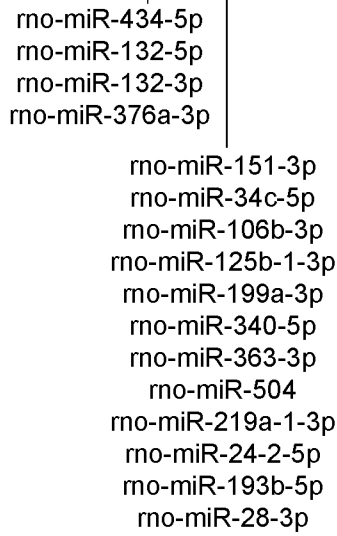 rno-miR-434-5p
rno-miR-132-5p
rno-miR-132-3p
rno-miR-376a-3p
rno-miR-151-3p
rno-miR-34c-5p
rno-miR-106b-3p
rno-miR-125b-1-3p
rno-miR-199a-3p
rno-miR-340-5p
rno-miR-363-3p
rno-miR-504
rno-miR-219a-1-3p
rno-miR-24-2-5p
rno-miR-193b-5p
rno-miR-28-3p